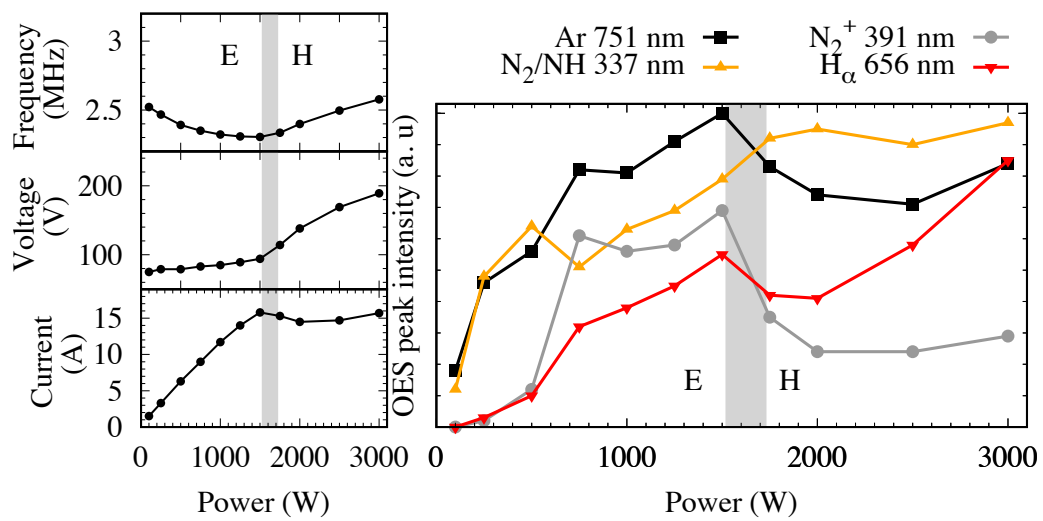 Frequency
(MHz)
3
2.5
E
H
Voltage
(V)
200
100
Current
(A)
15
10
5
0
0
1000
2000
3000
Power (W)
Ar 751 nm
N₂/NH 337 nm
N₂⁺ 391 nm
Hα 656 nm
OES peak intensity (a. u)
E
H
0
1000
2000
3000
Power (W)